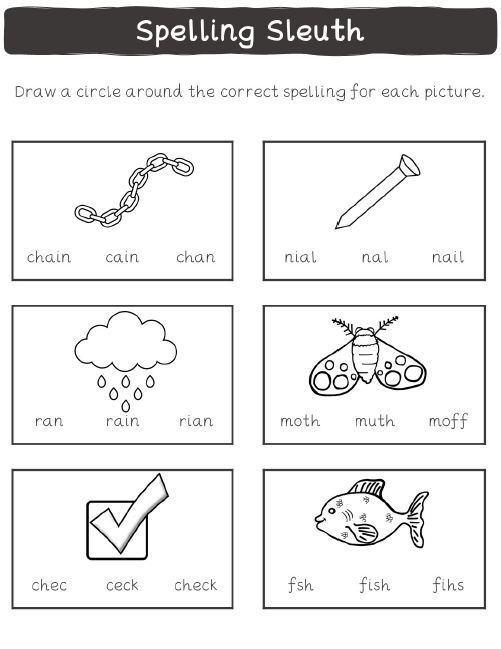 Spelling Sleuth
Draw a circle around the correct spelling for each picture.
chain cain chan
nial nal nail
ran rain rian
moth muth moff
chec ceck check
fsh fish fihs